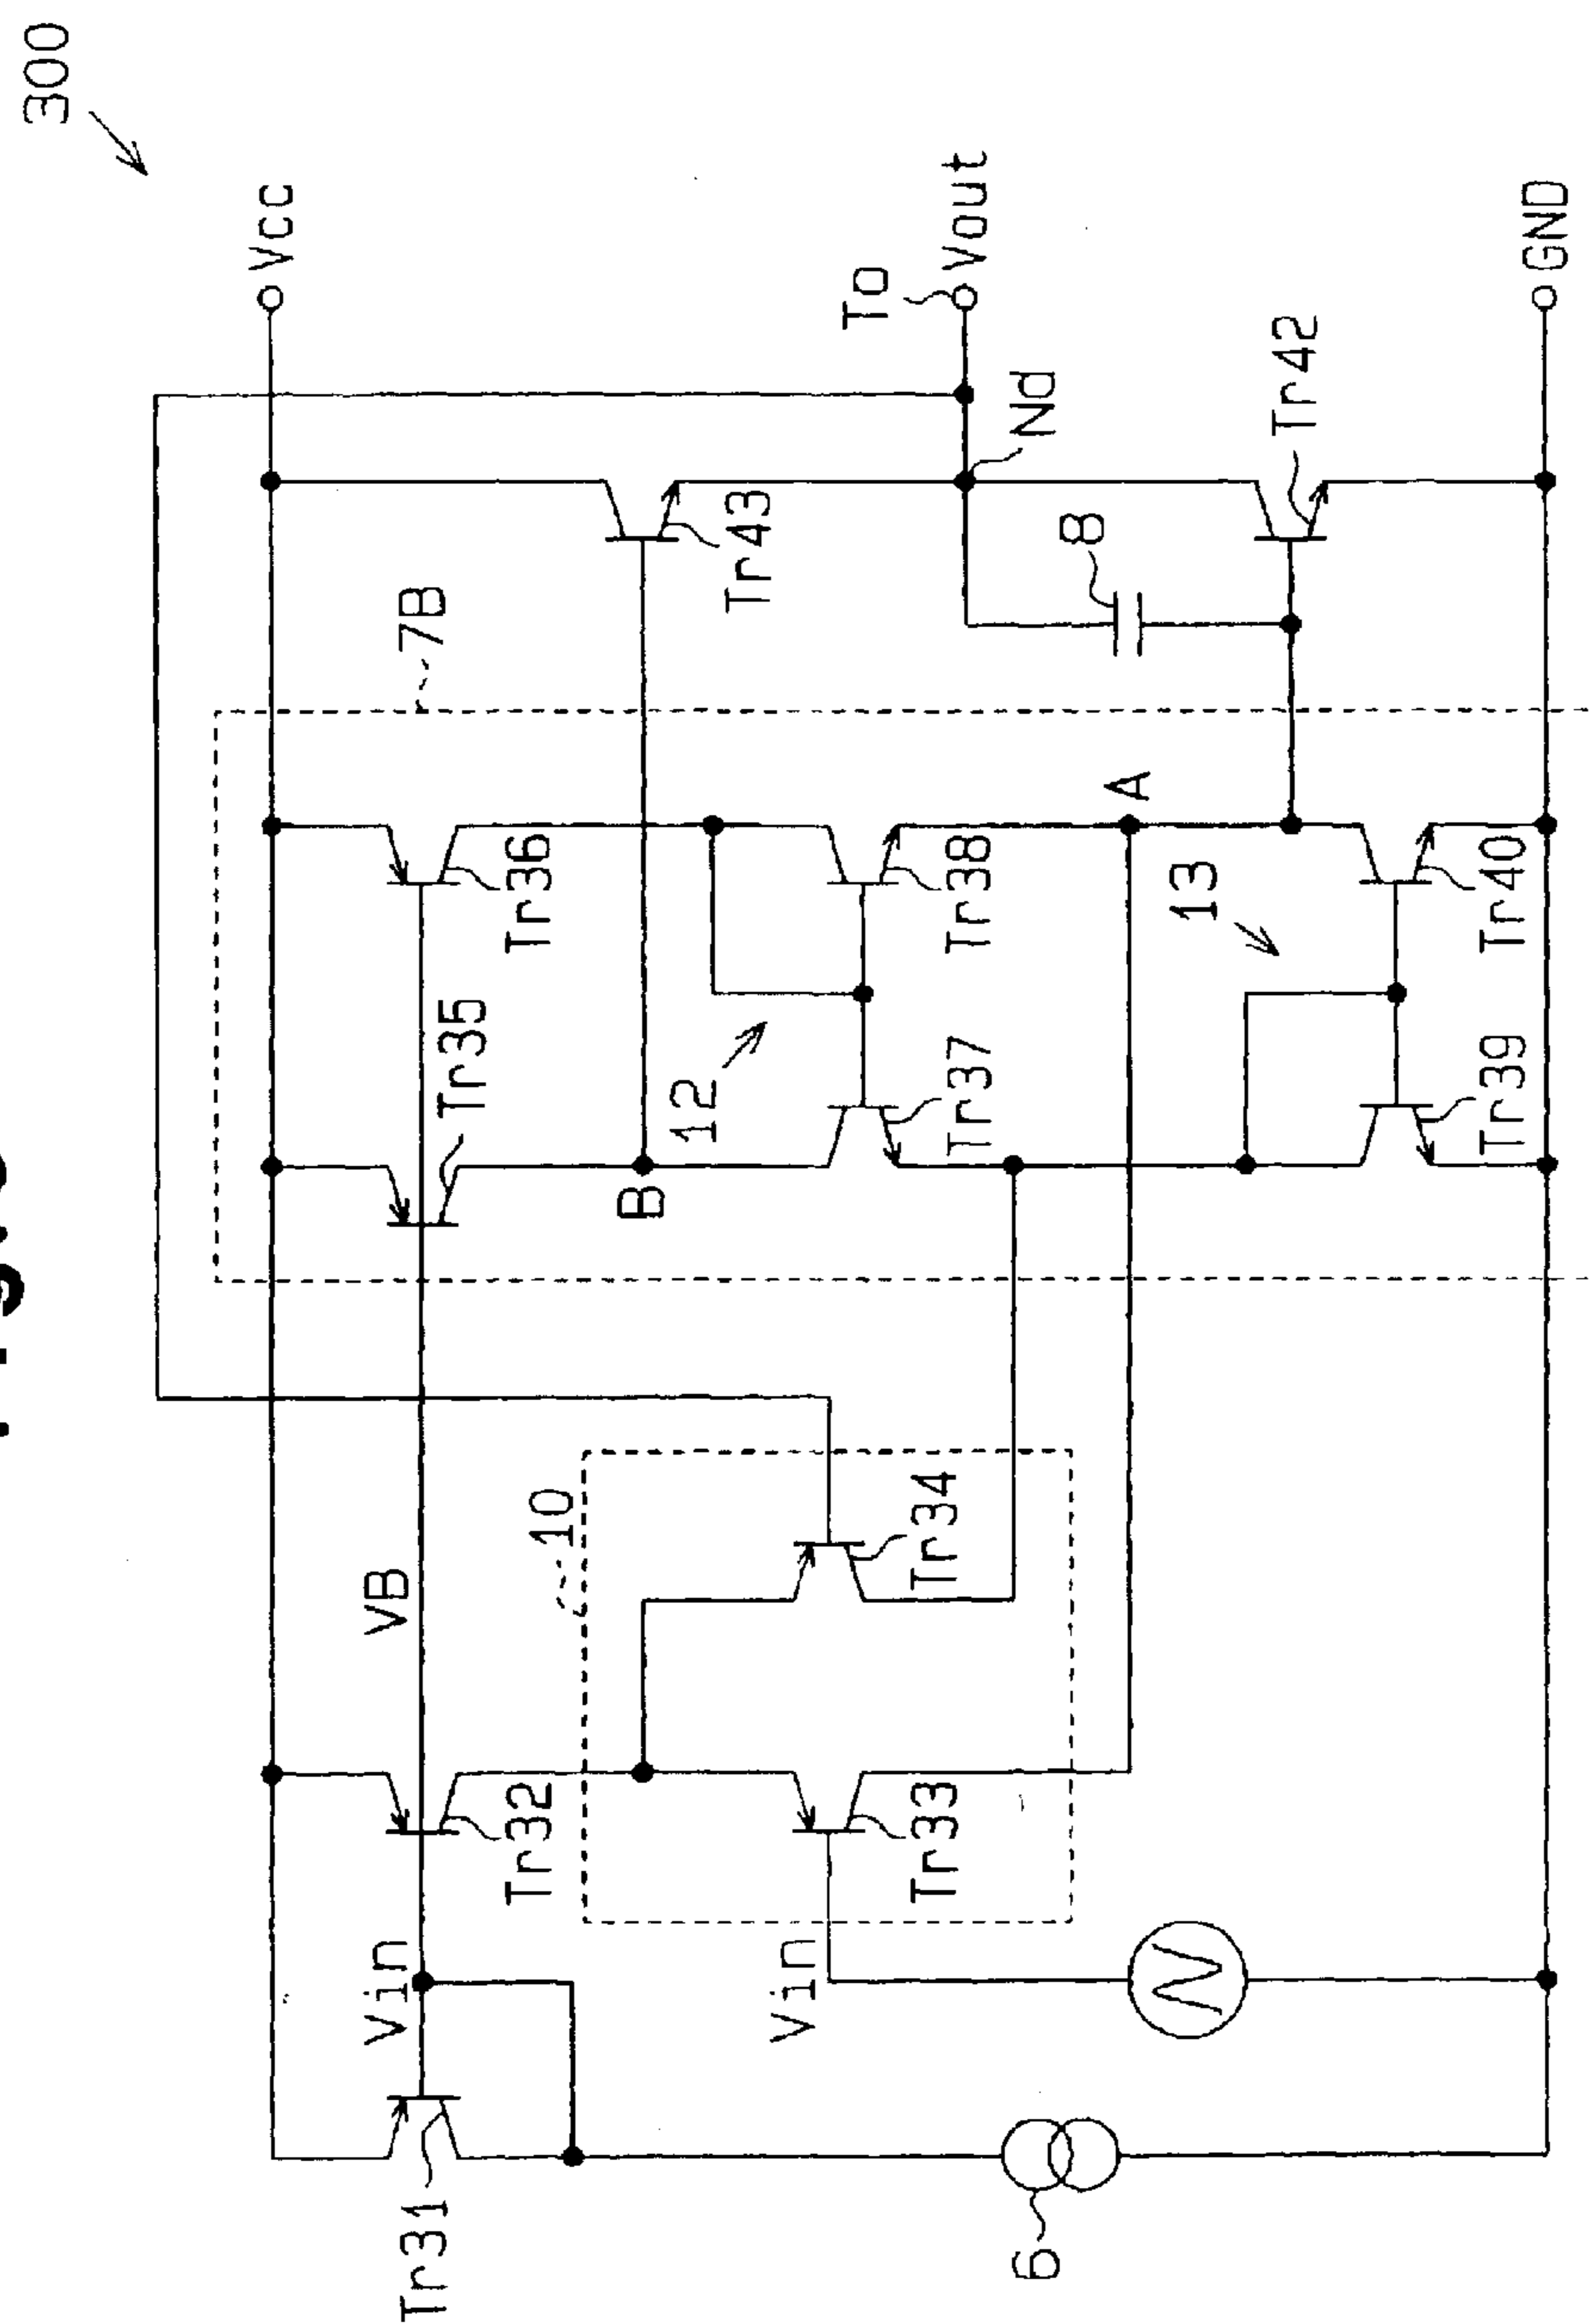 300
Vcc
To
Vout
GND
Nd
Tr42
Tr43
8
7B
A
Tr36
Tr38
13
Tr40
Tr35
12
Tr37
Tr39
B
10
Tr34
VB
Tr32
Tr33
Vin
Vin
Tr31
6